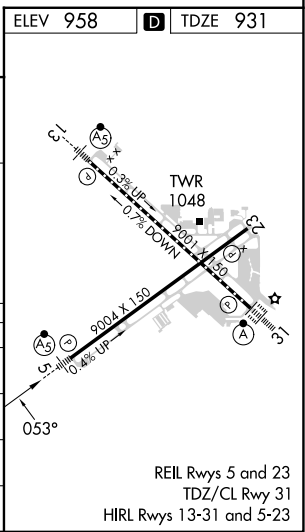 ELEV 958 D TDZE 931
13
A5
P
0.3% UP
0.7% DOWN
TWR
1048
9001 X 150
23
P
9004 X 150
P
A5
P
A
31
5
0.4% UP
053°
REIL Rwys 5 and 23
TDZ/CL Rwy 31
HIRL Rwys 13-31 and 5-23